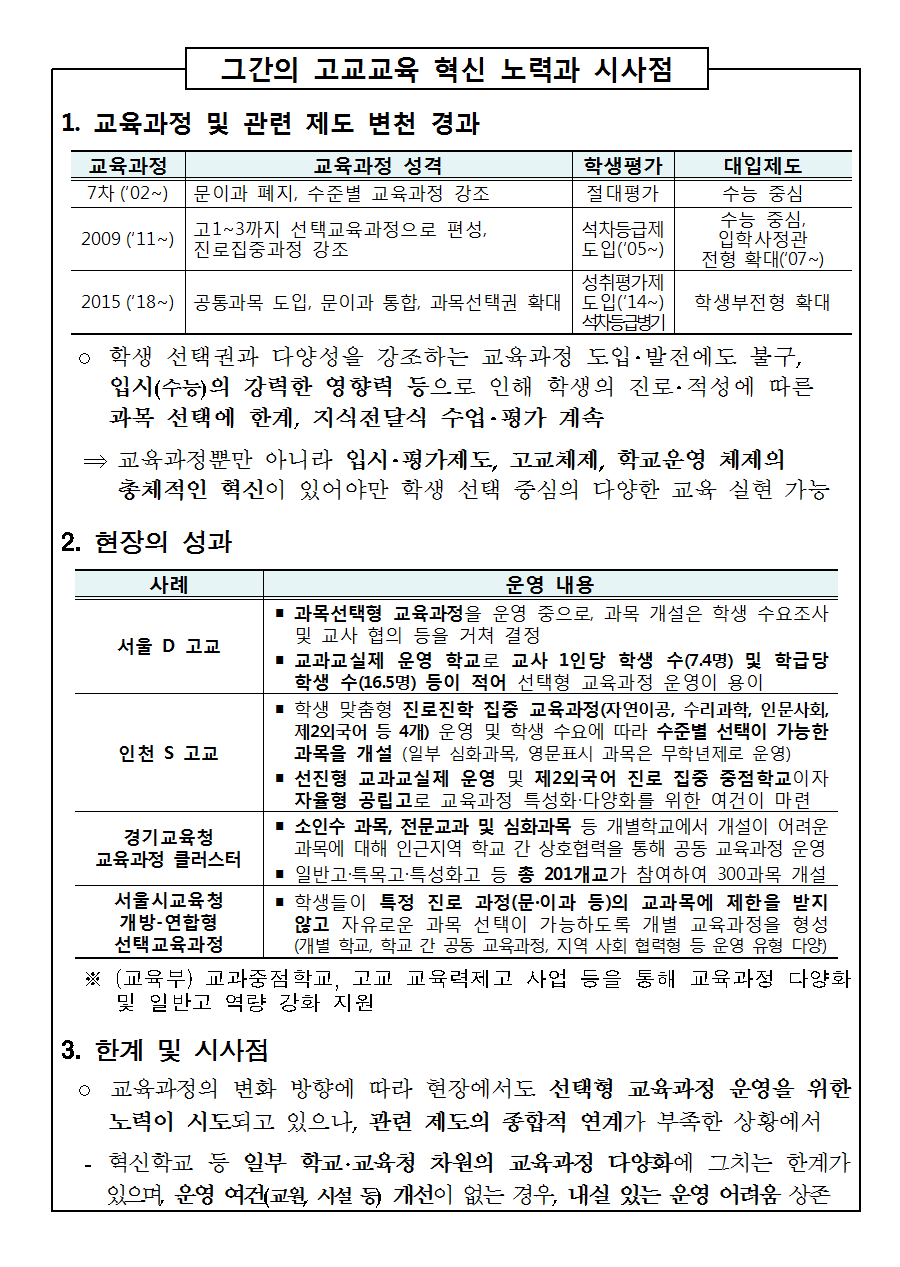 그간의 고교교육 혁신 노력과 시사점
1. 교육과정 및 관련 제도 변천 경과
교육과정 교육과정 성격 학생평가 대입제도
7차 (‘02~) 문이과 폐지, 수준별 교육과정 강조 절대평가 수능 중심
2009 (‘11~) 고1~3까지 선택교육과정으로 편성,
진로집중과정 강조
석차등급제
도입(‘05~)
수능 중심,
입학사정관
전형 확대(‘07~)
2015 (‘18~) 공통과목 도입, 문이과 통합, 과목선택권 확대
성취평가제
도입(‘14~)
석차등급병기
학생부전형 확대
○ 학생 선택권과 다양성을 강조하는 교육과정 도입·발전에도 불구,
입시(수능)의 강력한 영향력 등으로 인해 학생의 진로·적성에 따른
과목 선택에 한계, 지식전달식 수업·평가 계속
⇒ 교육과정뿐만 아니라 입시·평가제도, 고교체제, 학교운영 체제의
총체적인 혁신이 있어야만 학생 선택 중심의 다양한 교육 실현 가능
2. 현장의 성과
사례 운영 내용
서울 D 고교
▪ 과목선택형 교육과정을 운영 중으로, 과목 개설은 학생 수요조사
및 교사 협의 등을 거쳐 결정
▪ 교과교실제 운영 학교로 교사 1인당 학생 수(7.4명) 및 학급당
학생 수(16.5명) 등이 적어 선택형 교육과정 운영이 용이
인천 S 고교
▪ 학생 맞춤형 진로진학 집중 교육과정(자연이공, 수리과학, 인문사회,
제2외국어 등 4개) 운영 및 학생 수요에 따라 수준별 선택이 가능한
과목을 개설 (일부 심화과목, 영문표시 과목은 무학년제로 운영)
▪ 선진형 교과교실제 운영 및 제2외국어 진로 집중 중점학교이자
자율형 공립고로 교육과정 특성화·다양화를 위한 여건이 마련
경기교육청
교육과정 클러스터
▪ 소인수 과목, 전문교과 및 심화과목 등 개별학교에서 개설이 어려운
과목에 대해 인근지역 학교 간 상호협력을 통해 공동 교육과정 운영
▪ 일반고·특목고·특성화고 등 총 201개교가 참여하여 300과목 개설
서울시교육청
개방-연합형
선택교육과정
▪ 학생들이 특정 진로 과정(문·이과 등)의 교과목에 제한을 받지
않고 자유로운 과목 선택이 가능하도록 개별 교육과정을 형성
(개별 학교, 학교 간 공동 교육과정, 지역 사회 협력형 등 운영 유형 다양)
※ (교육부) 교과중점학교, 고교 교육력제고 사업 등을 통해 교육과정 다양화
및 일반고 역량 강화 지원
3. 한계 및 시사점
○ 교육과정의 변화 방향에 따라 현장에서도 선택형 교육과정 운영을 위한
노력이 시도되고 있으나, 관련 제도의 종합적 연계가 부족한 상황에서
- 혁신학교 등 일부 학교·교육청 차원의 교육과정 다양화에 그치는 한계가
있으며, 운영 여건(교원, 시설 등) 개선이 없는 경우, 내실 있는 운영 어려움 상존